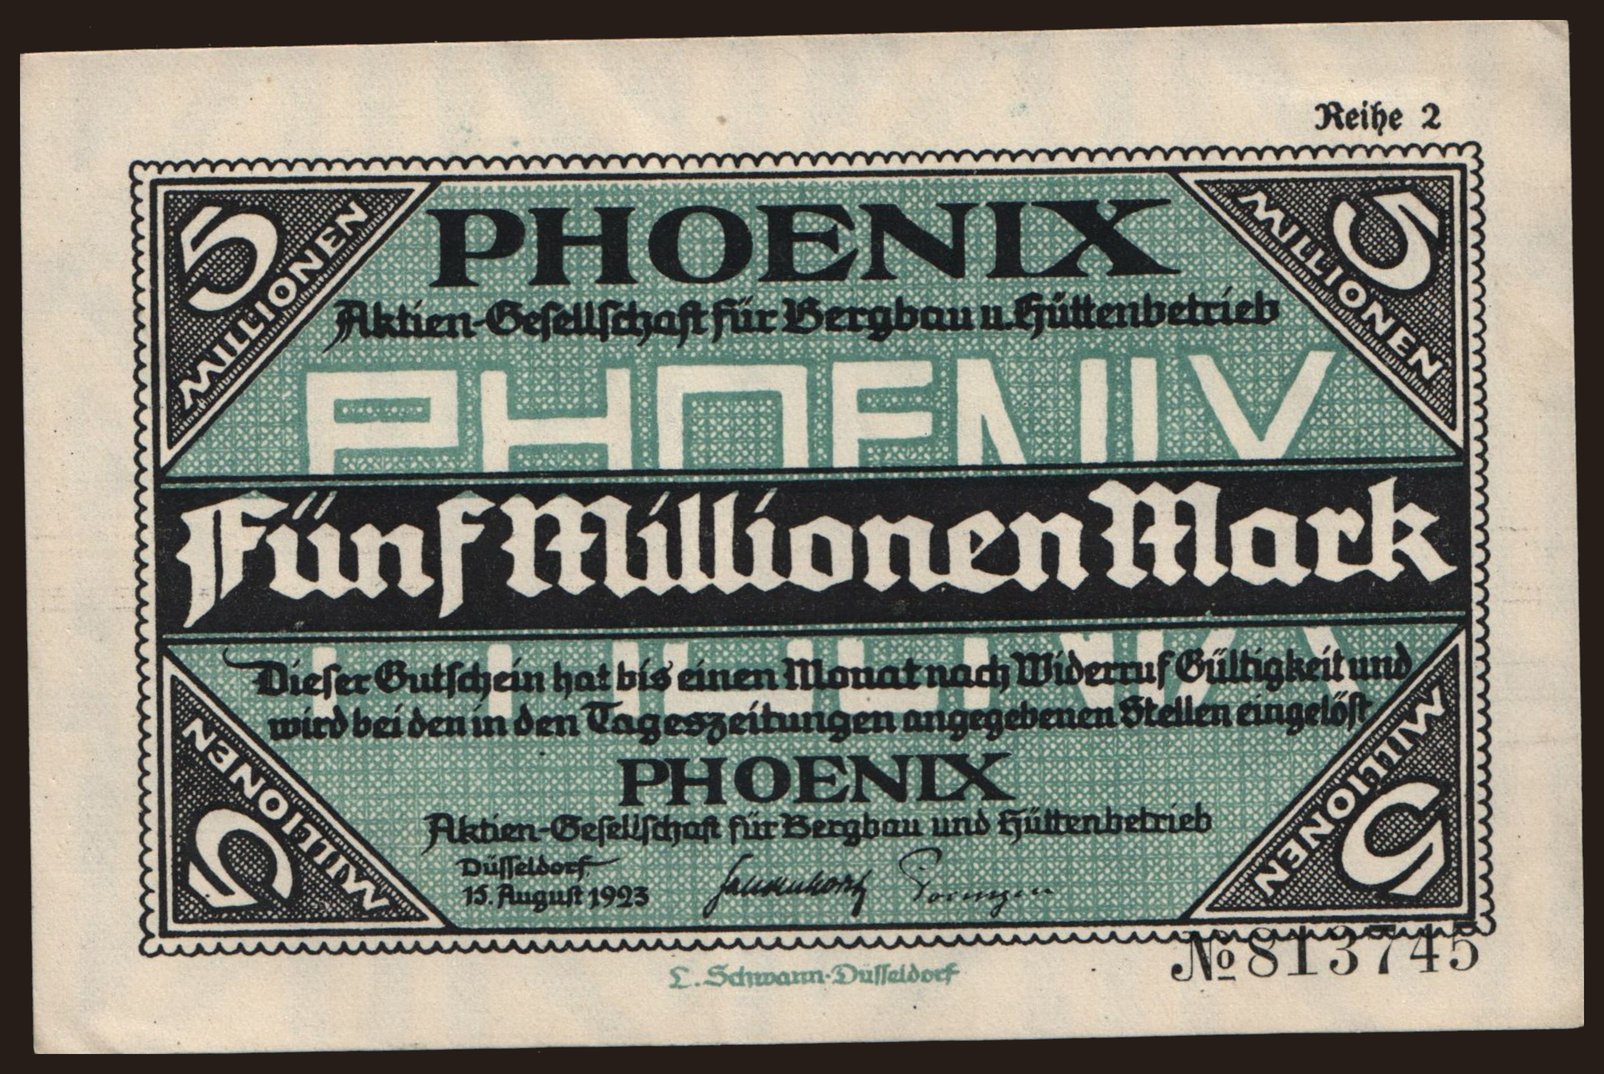 Reihe 2
5 MILLIONEN
5 MILLIONEN
PHOENIX
Aktien-Gesellschaft für Bergbau u. Hüttenbetrieb
PHOENIX
Fünf Millionen Mark
Dieser Gutschein hat bis einen Monat nach Widerruf Gültigkeit und
wird bei den in den Tageszeitungen angegebenen Stellen eingelöst
PHOENIX
Aktien-Gesellschaft für Bergbau und Hüttenbetrieb
Düsseldorf
15. August 1923
5 MILLIONEN
5 MILLIONEN
№ 813745
L. Schwann-Düsseldorf